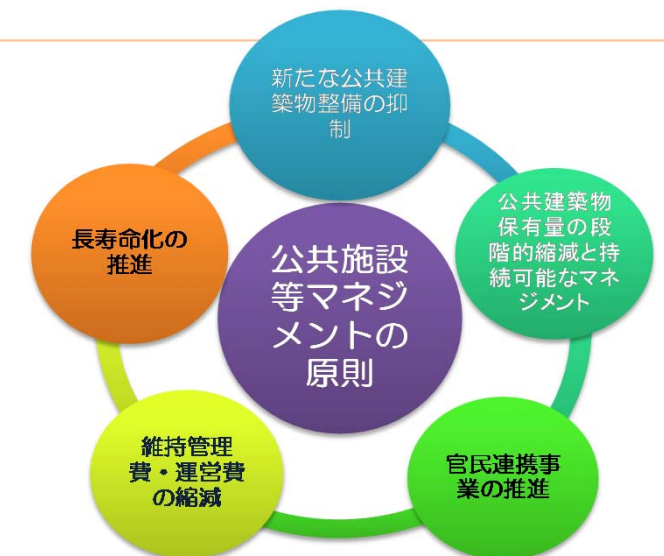 新たな公共建
築物整備の抑
制
公共建築物
保有量の段
階的縮減と持
続可能なマネ
ジメント
長寿命化の
推進
公共施設
等マネジ
メントの
原則
維持管理
費・運営費
の縮減
官民連携事
業の推進